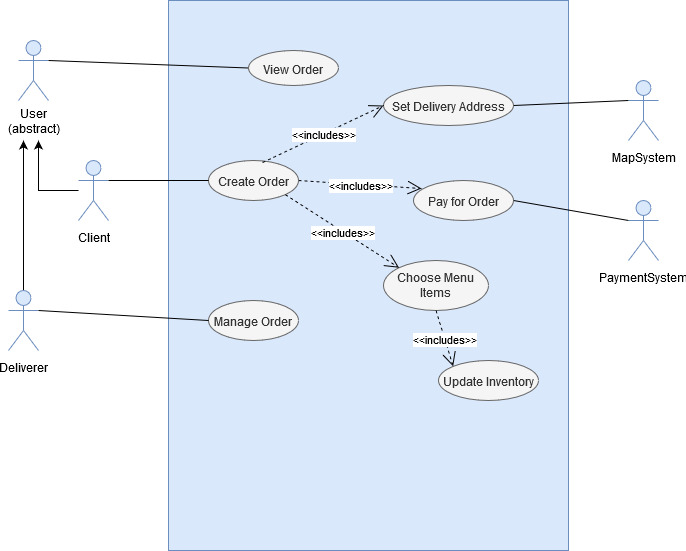 View Order
User
(abstract)
Set Delivery Address
<<includes>>
MapSystem
Create Order
<<includes>>
Pay for Order
Client
<<includes>>
PaymentSystem
Choose Menu
Items
Manage Order
<<includes>>
Deliverer
Update Inventory